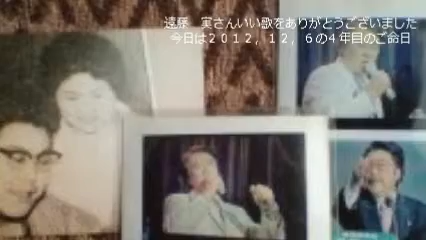 遠藤　実さんいい歌をありがとうございました
今日は２０１２，１２，６の４年目のご命日